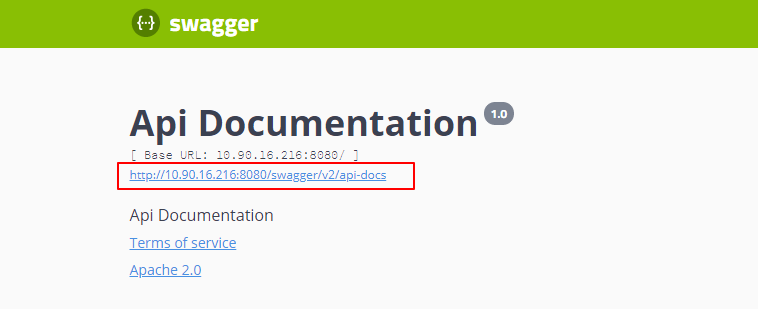 {···} swagger
Api Documentation 1.0
[ Base URL: 10.90.16.216:8080/ ]
http://10.90.16.216:8080/swagger/v2/api-docs
Api Documentation
Terms of service
Apache 2.0